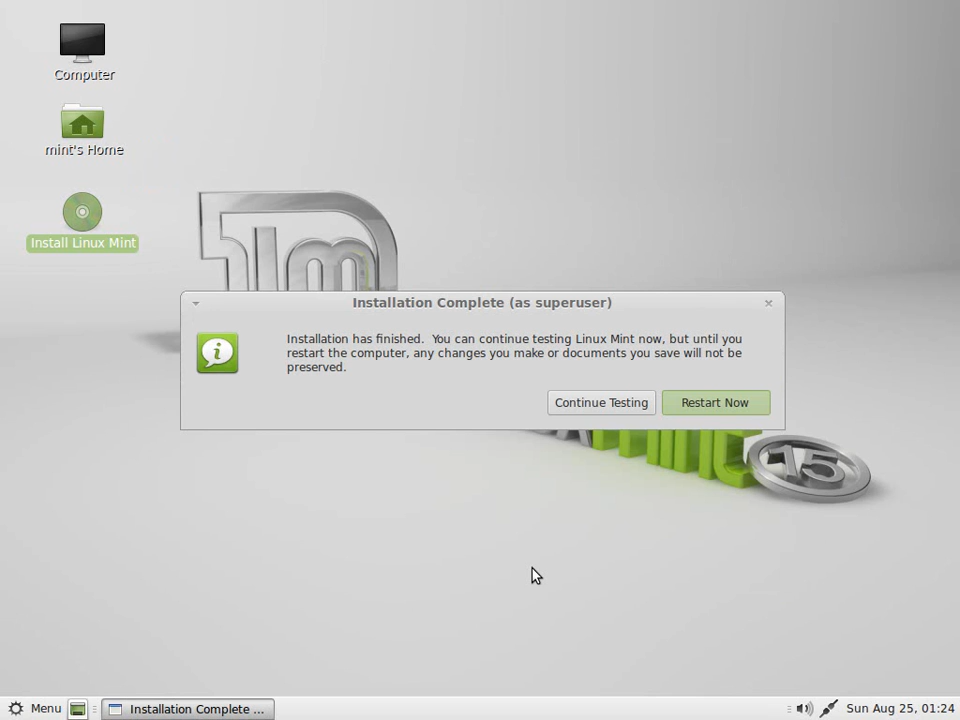 Computer
mint's Home
Install Linux Mint
Installation Complete (as superuser)
Installation has finished.  You can continue testing Linux Mint now, but until you
restart the computer, any changes you make or documents you save will not be
preserved.
Continue Testing
Restart Now
15
Menu
Installation Complete ...
Sun Aug 25, 01:24